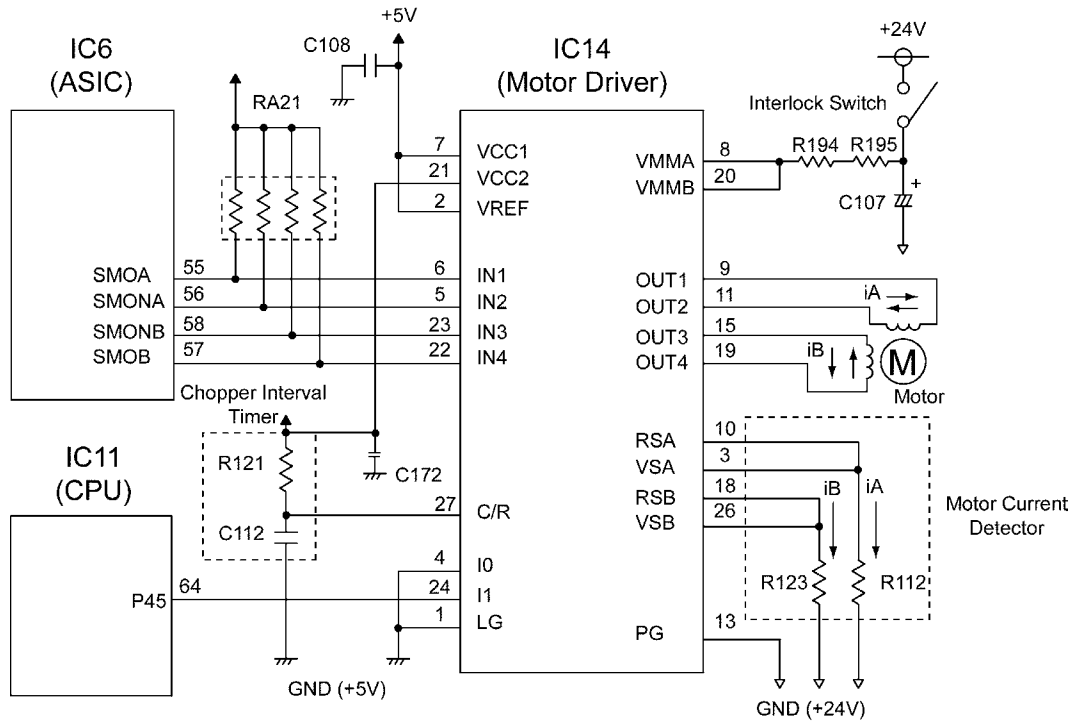 +5V
+24V
IC6
(ASIC)
C108
IC14
(Motor Driver)
RA21
Interlock Switch
R194 R195
7 VCC1
21 VCC2
2 VREF
VMMA 8
VMMB 20
C107 +
SMOA 55
SMONA 56
SMONB 58
SMOB 57
6 IN1
5 IN2
23 IN3
22 IN4
OUT1 9
OUT2 11
OUT3 15
OUT4 19
iA
iB
M
Motor
Chopper Interval
Timer
R121
C172
C112
IC11
(CPU)
P45 64
27 C/R
4 I0
24 I1
1 LG
RSA 10
VSA 3
RSB 18
VSB 26
iB iA
Motor Current
Detector
R123 R112
PG 13
GND (+5V)
GND (+24V)